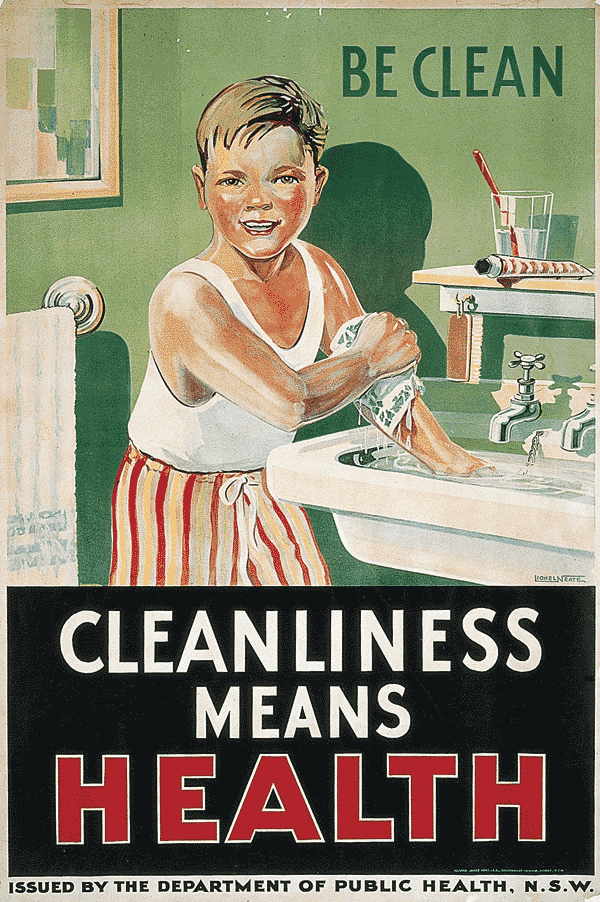 BE CLEAN
LIONEL NEATE
CLEANLINESS
MEANS
HEALTH
ISSUED BY THE DEPARTMENT OF PUBLIC HEALTH, N.S.W.